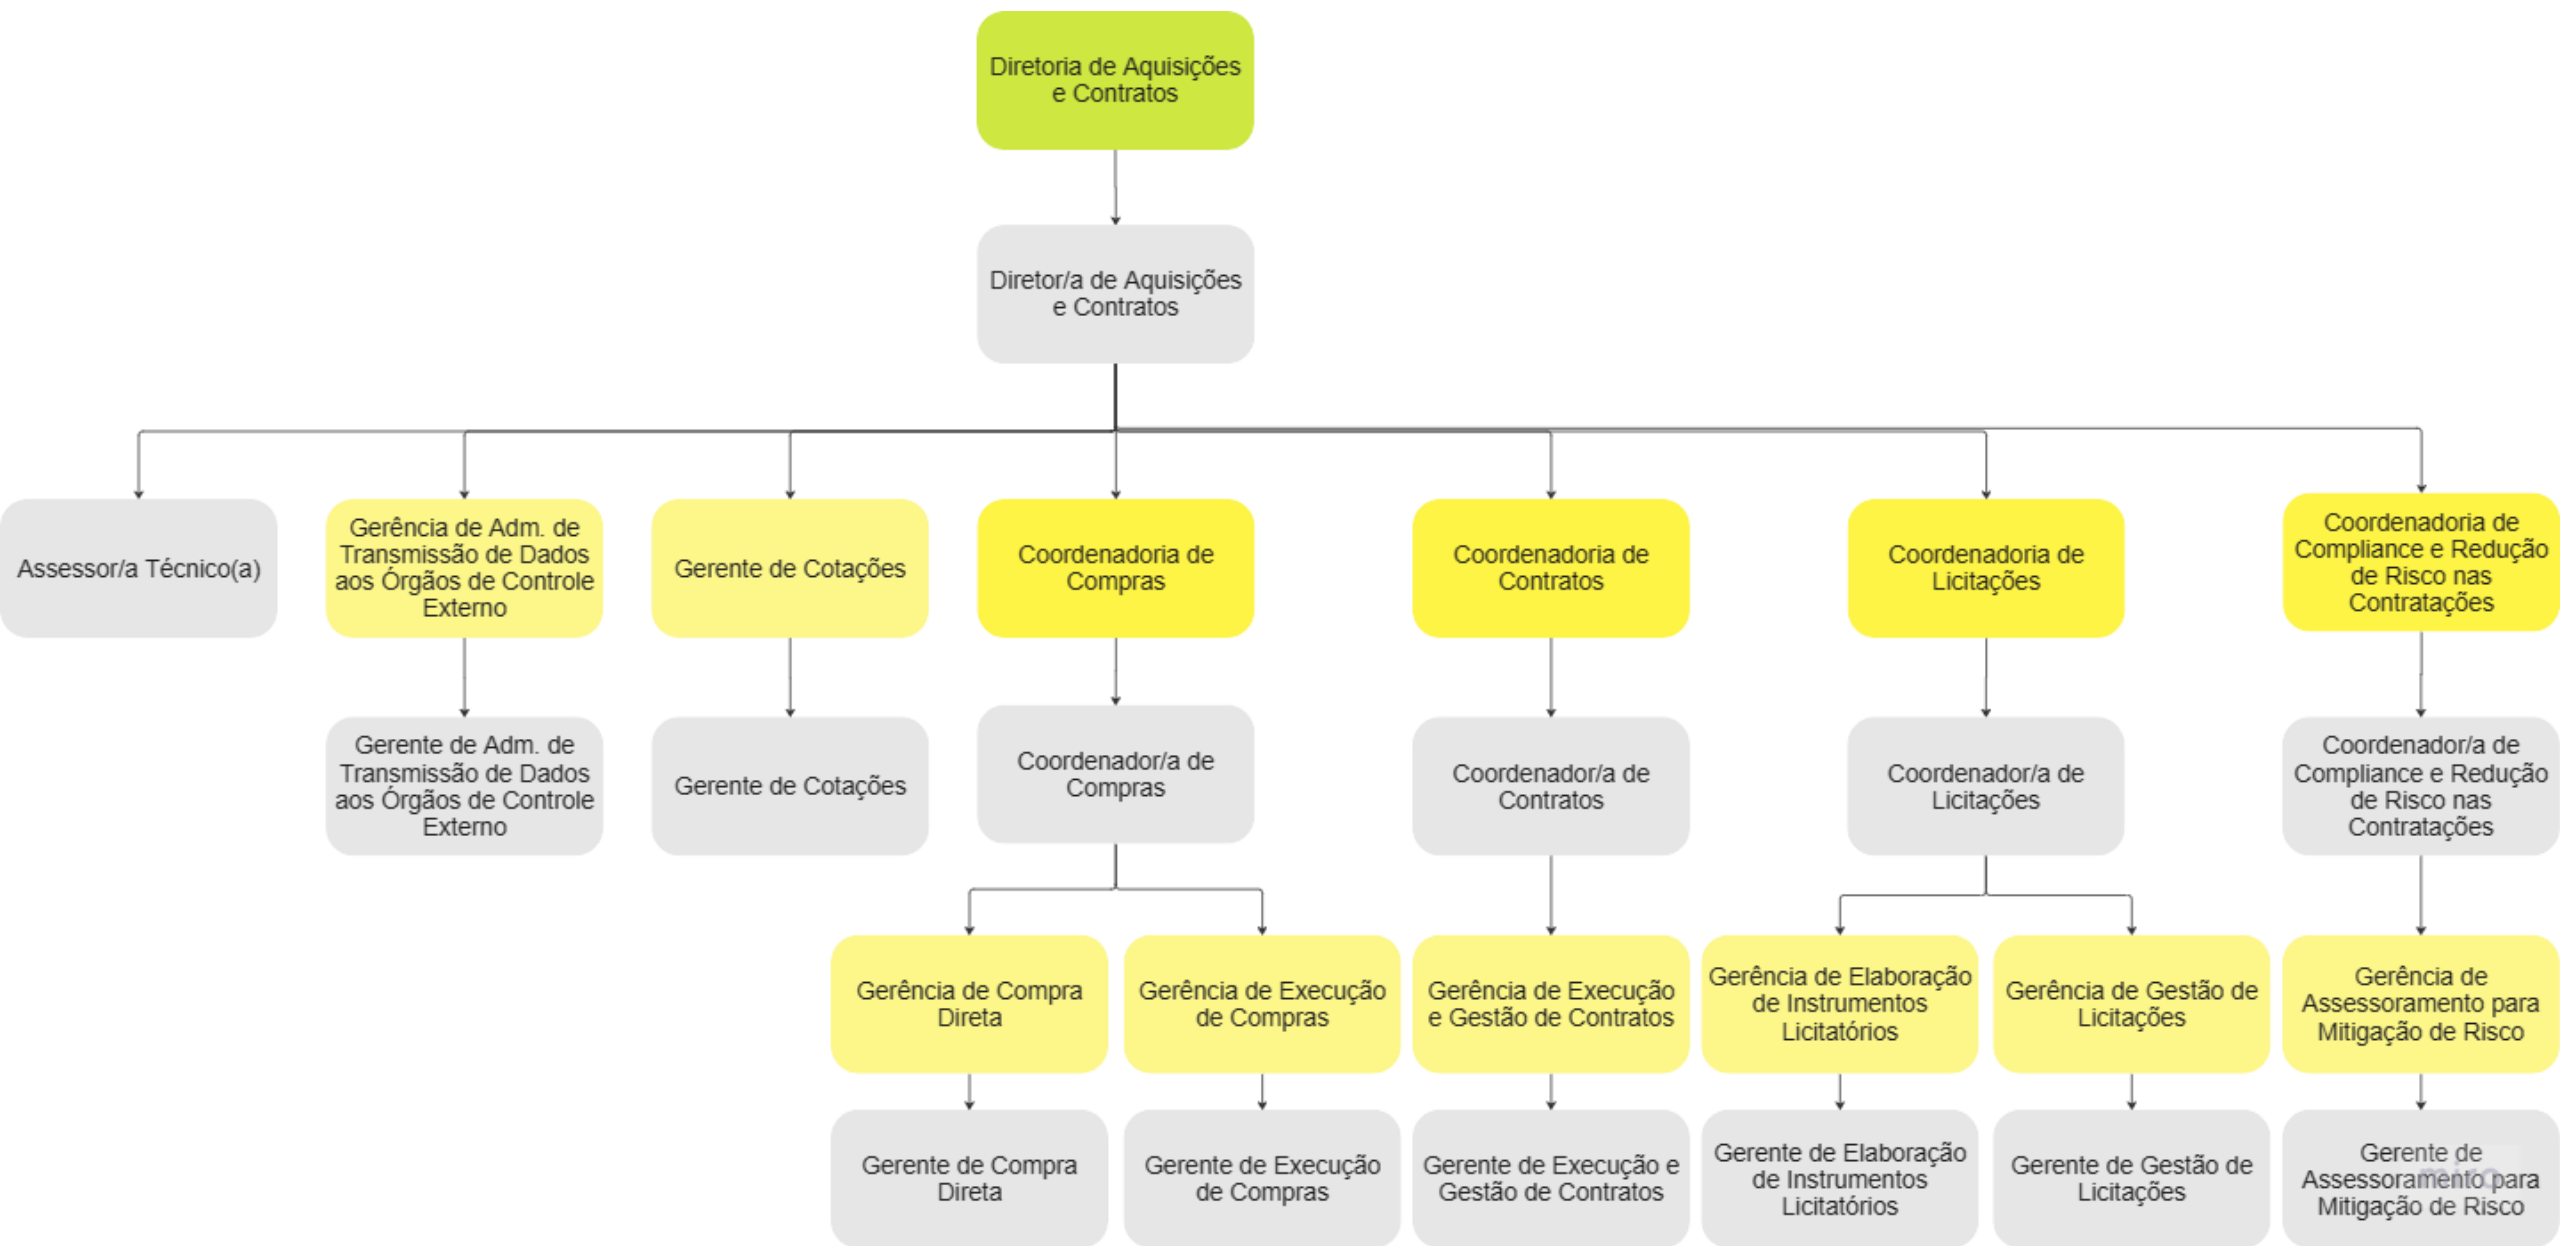 Diretoria de Aquisições
e Contratos
Diretor/a de Aquisições
e Contratos
Assessor/a Técnico(a)
Gerência de Adm. de
Transmissão de Dados
aos Órgãos de Controle
Externo
Gerente de Cotações
Coordenadoria de
Compras
Coordenadoria de
Contratos
Coordenadoria de
Licitações
Coordenadoria de
Compliance e Redução
de Risco nas
Contratações
Gerente de Adm. de
Transmissão de Dados
aos Órgãos de Controle
Externo
Gerente de Cotações
Coordenador/a de
Compras
Coordenador/a de
Contratos
Coordenador/a de
Licitações
Coordenador/a de
Compliance e Redução
de Risco nas
Contratações
Gerência de Compra
Direta
Gerência de Execução
de Compras
Gerência de Execução
e Gestão de Contratos
Gerência de Elaboração
de Instrumentos
Licitatórios
Gerência de Gestão de
Licitações
Gerência de
Assessoramento para
Mitigação de Risco
Gerente de Compra
Direta
Gerente de Execução
de Compras
Gerente de Execução e
Gestão de Contratos
Gerente de Elaboração
de Instrumentos
Licitatórios
Gerente de Gestão de
Licitações
Gerente de
Assessoramento para
Mitigação de Risco
miro